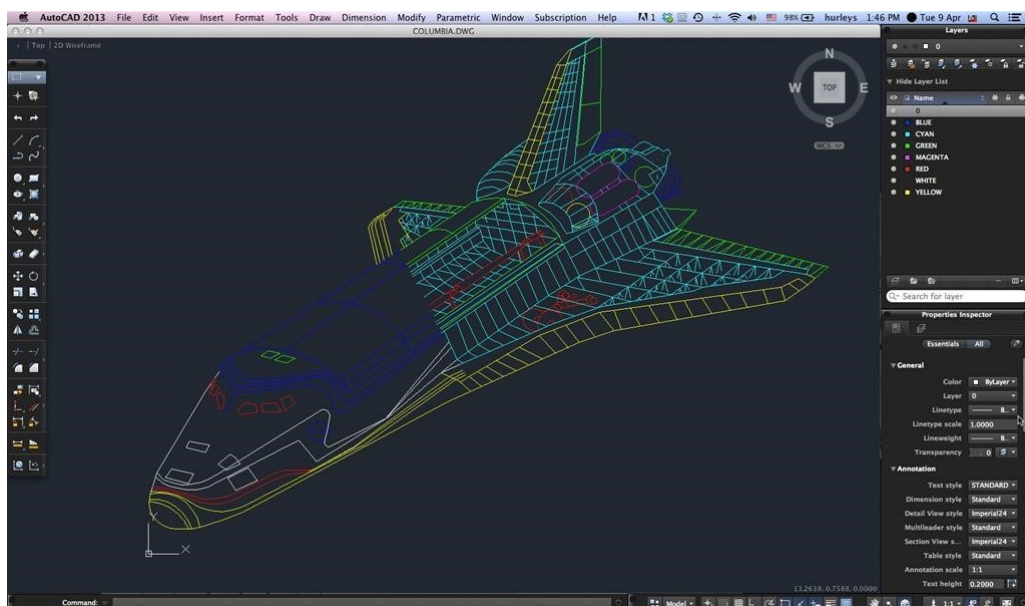 AutoCAD 2013 File Edit View Insert Format Tools Draw Dimension Modify Parametric Window Subscription Help 1 98% hurleys 1:46 PM Tue 9 Apr
COLUMBIA.DWG
+ | Top | 2D Wireframe
N
W TOP E
S
WCS
Y
X
13.2638, 0.7588, 0.0000
Command:
Model
1:1
Layers
0
Hide Layer List
Name
0
BLUE
CYAN
GREEN
MAGENTA
RED
WHITE
YELLOW
Search for layer
Properties Inspector
Essentials All
General
Color ByLayer
Layer 0
Linetype B..
Linetype scale 1.0000
Lineweight B..
Transparency 0
Annotation
Text style STANDARD
Dimension style Standard
Detail View style Imperial24
Multileader style Standard
Section View s... Imperial24
Table style Standard
Annotation scale 1:1
Text height 0.2000